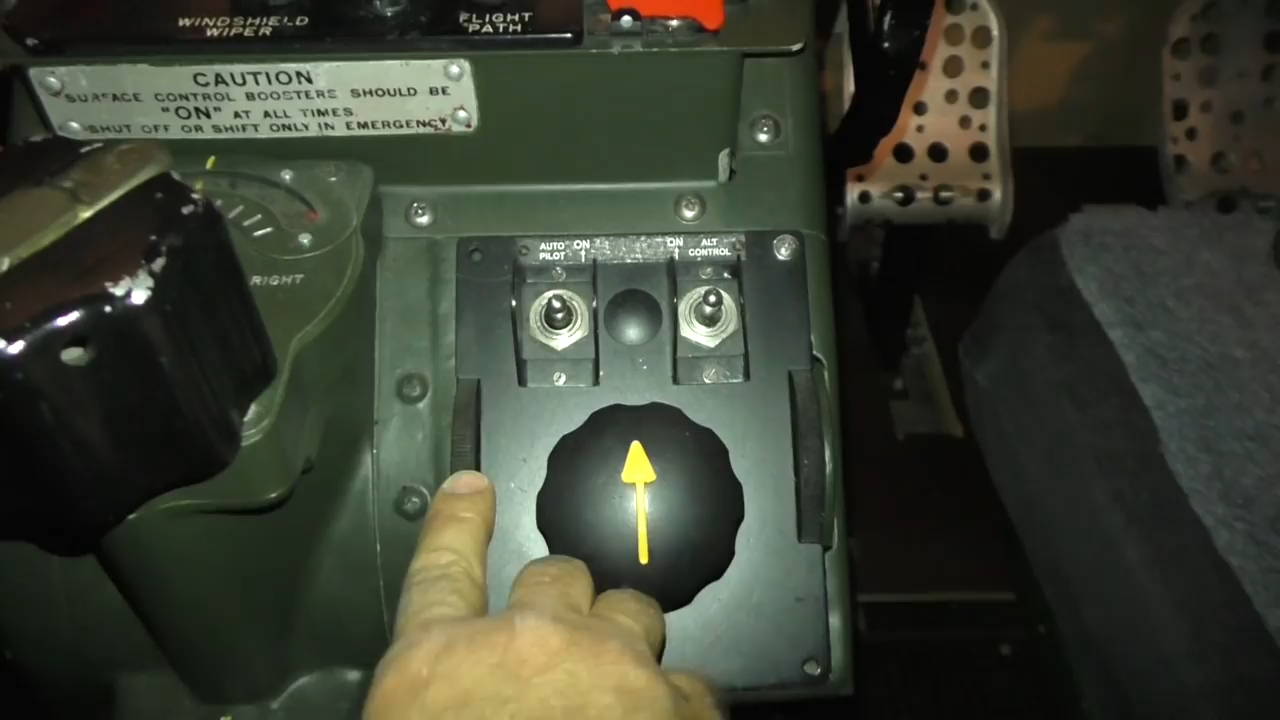 WINDSHIELD
WIPER
FLIGHT
PATH
CAUTION
SURFACE CONTROL BOOSTERS SHOULD BE
"ON" AT ALL TIMES.
SHUT OFF OR SHIFT ONLY IN EMERGENCY.
RIGHT
AUTO
PILOT
ON
ON
ALT
CONTROL